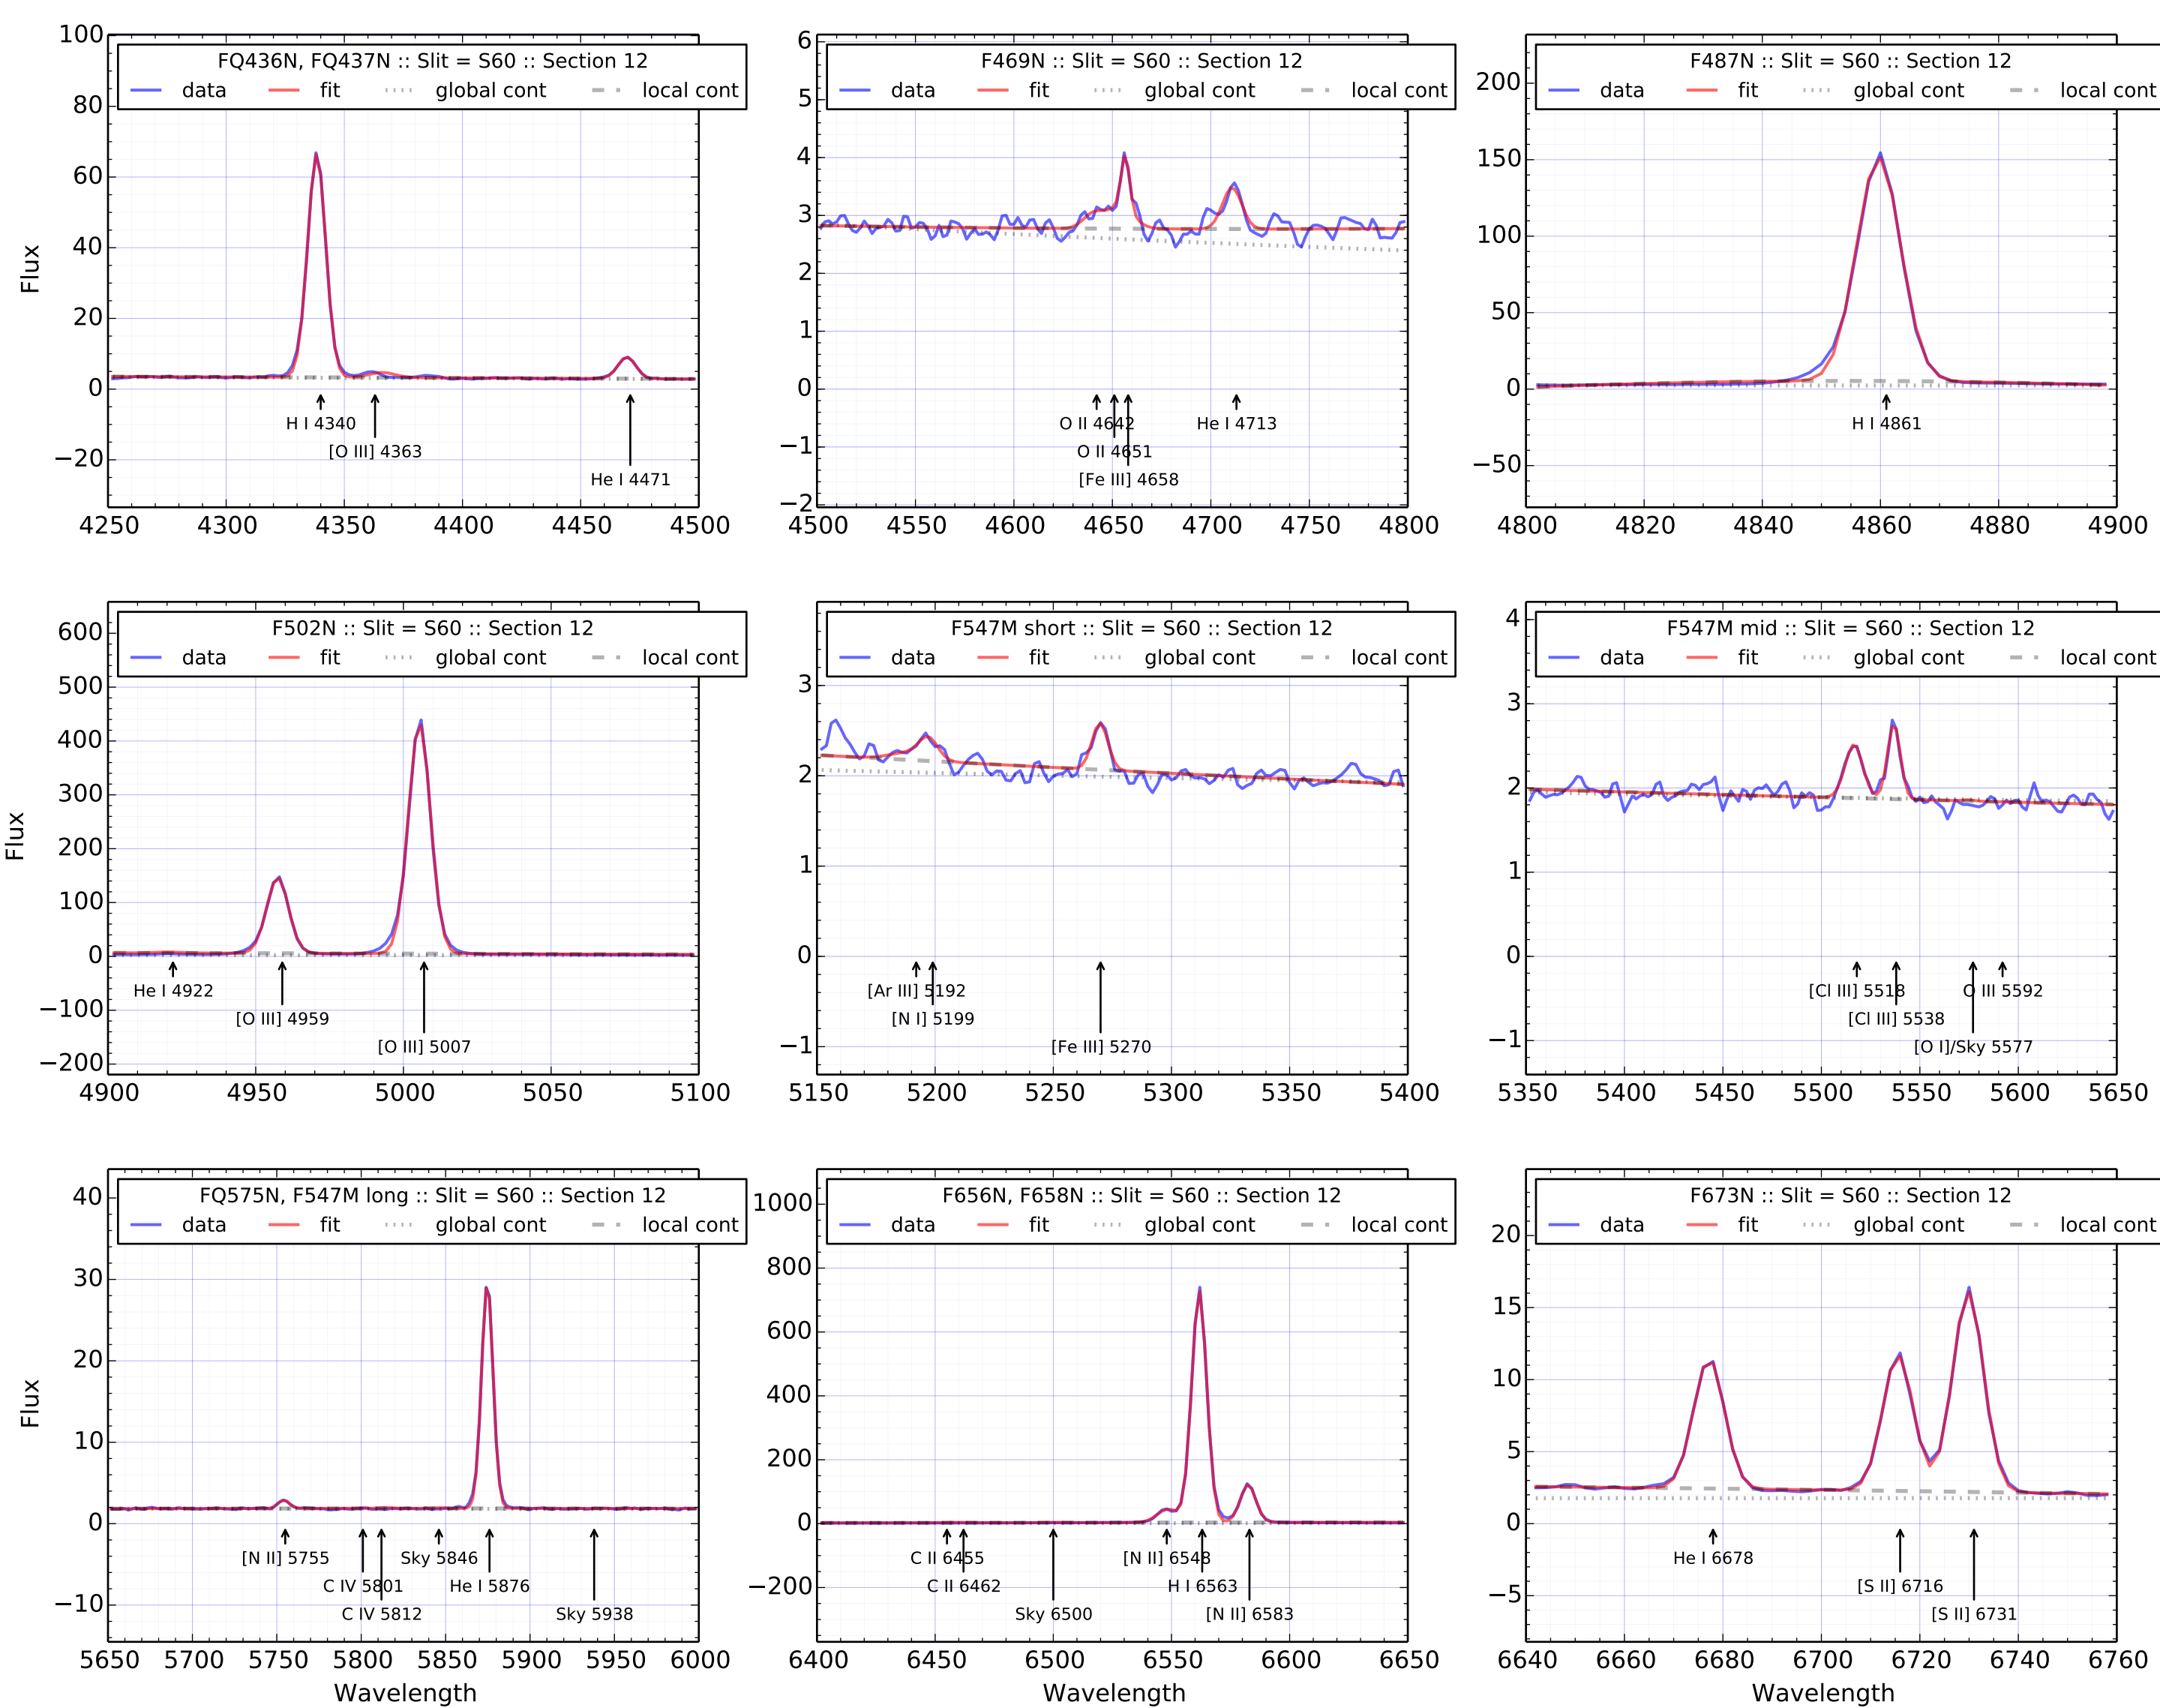 FQ436N, FQ437N :: Slit = S60 :: Section 12
data fit global cont local cont
Flux
100
80
60
40
20
0
−20
H I 4340
[O III] 4363
He I 4471
4250 4300 4350 4400 4450 4500
F469N :: Slit = S60 :: Section 12
data fit global cont local cont
6
5
4
3
2
1
0
−1
−2
O II 4642
O II 4651
[Fe III] 4658
He I 4713
4500 4550 4600 4650 4700 4750 4800
F487N :: Slit = S60 :: Section 12
data fit global cont local cont
200
150
100
50
0
−50
H I 4861
4800 4820 4840 4860 4880 4900
F502N :: Slit = S60 :: Section 12
data fit global cont local cont
Flux
600
500
400
300
200
100
0
−100
−200
He I 4922
[O III] 4959
[O III] 5007
4900 4950 5000 5050 5100
F547M short :: Slit = S60 :: Section 12
data fit global cont local cont
3
2
1
0
−1
[Ar III] 5192
[N I] 5199
[Fe III] 5270
5150 5200 5250 5300 5350 5400
F547M mid :: Slit = S60 :: Section 12
data fit global cont local cont
4
3
2
1
0
−1
[Cl III] 5518 O III 5592
[Cl III] 5538
[O I]/Sky 5577
5350 5400 5450 5500 5550 5600 5650
FQ575N, F547M long :: Slit = S60 :: Section 12
data fit global cont local cont
Flux
40
30
20
10
0
−10
[N II] 5755 Sky 5846
C IV 5801 He I 5876
C IV 5812 Sky 5938
5650 5700 5750 5800 5850 5900 5950 6000
Wavelength
F656N, F658N :: Slit = S60 :: Section 12
data fit global cont local cont
1000
800
600
400
200
0
−200
C II 6455 [N II] 6548
C II 6462 H I 6563
Sky 6500 [N II] 6583
6400 6450 6500 6550 6600 6650
Wavelength
F673N :: Slit = S60 :: Section 12
data fit global cont local cont
20
15
10
5
0
−5
He I 6678
[S II] 6716
[S II] 6731
6640 6660 6680 6700 6720 6740 6760
Wavelength